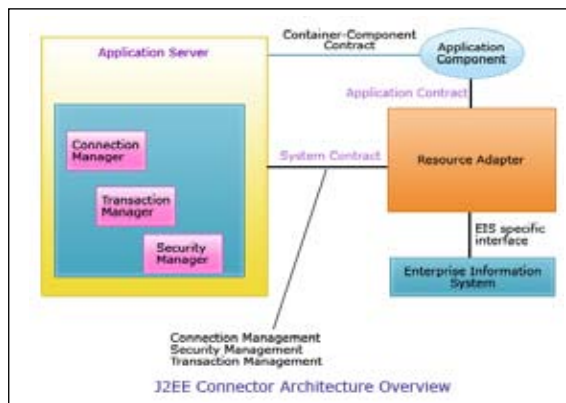 Container-Component
Contract
Application Server
Application
Component
Application Contract
Connection
Manager
System Contract
Resource Adapter
Transaction
Manager
EIS specific
interface
Security
Manager
Enterprise Information
System
Connection Management
Security Management
Transaction Management
J2EE Connector Architecture Overview